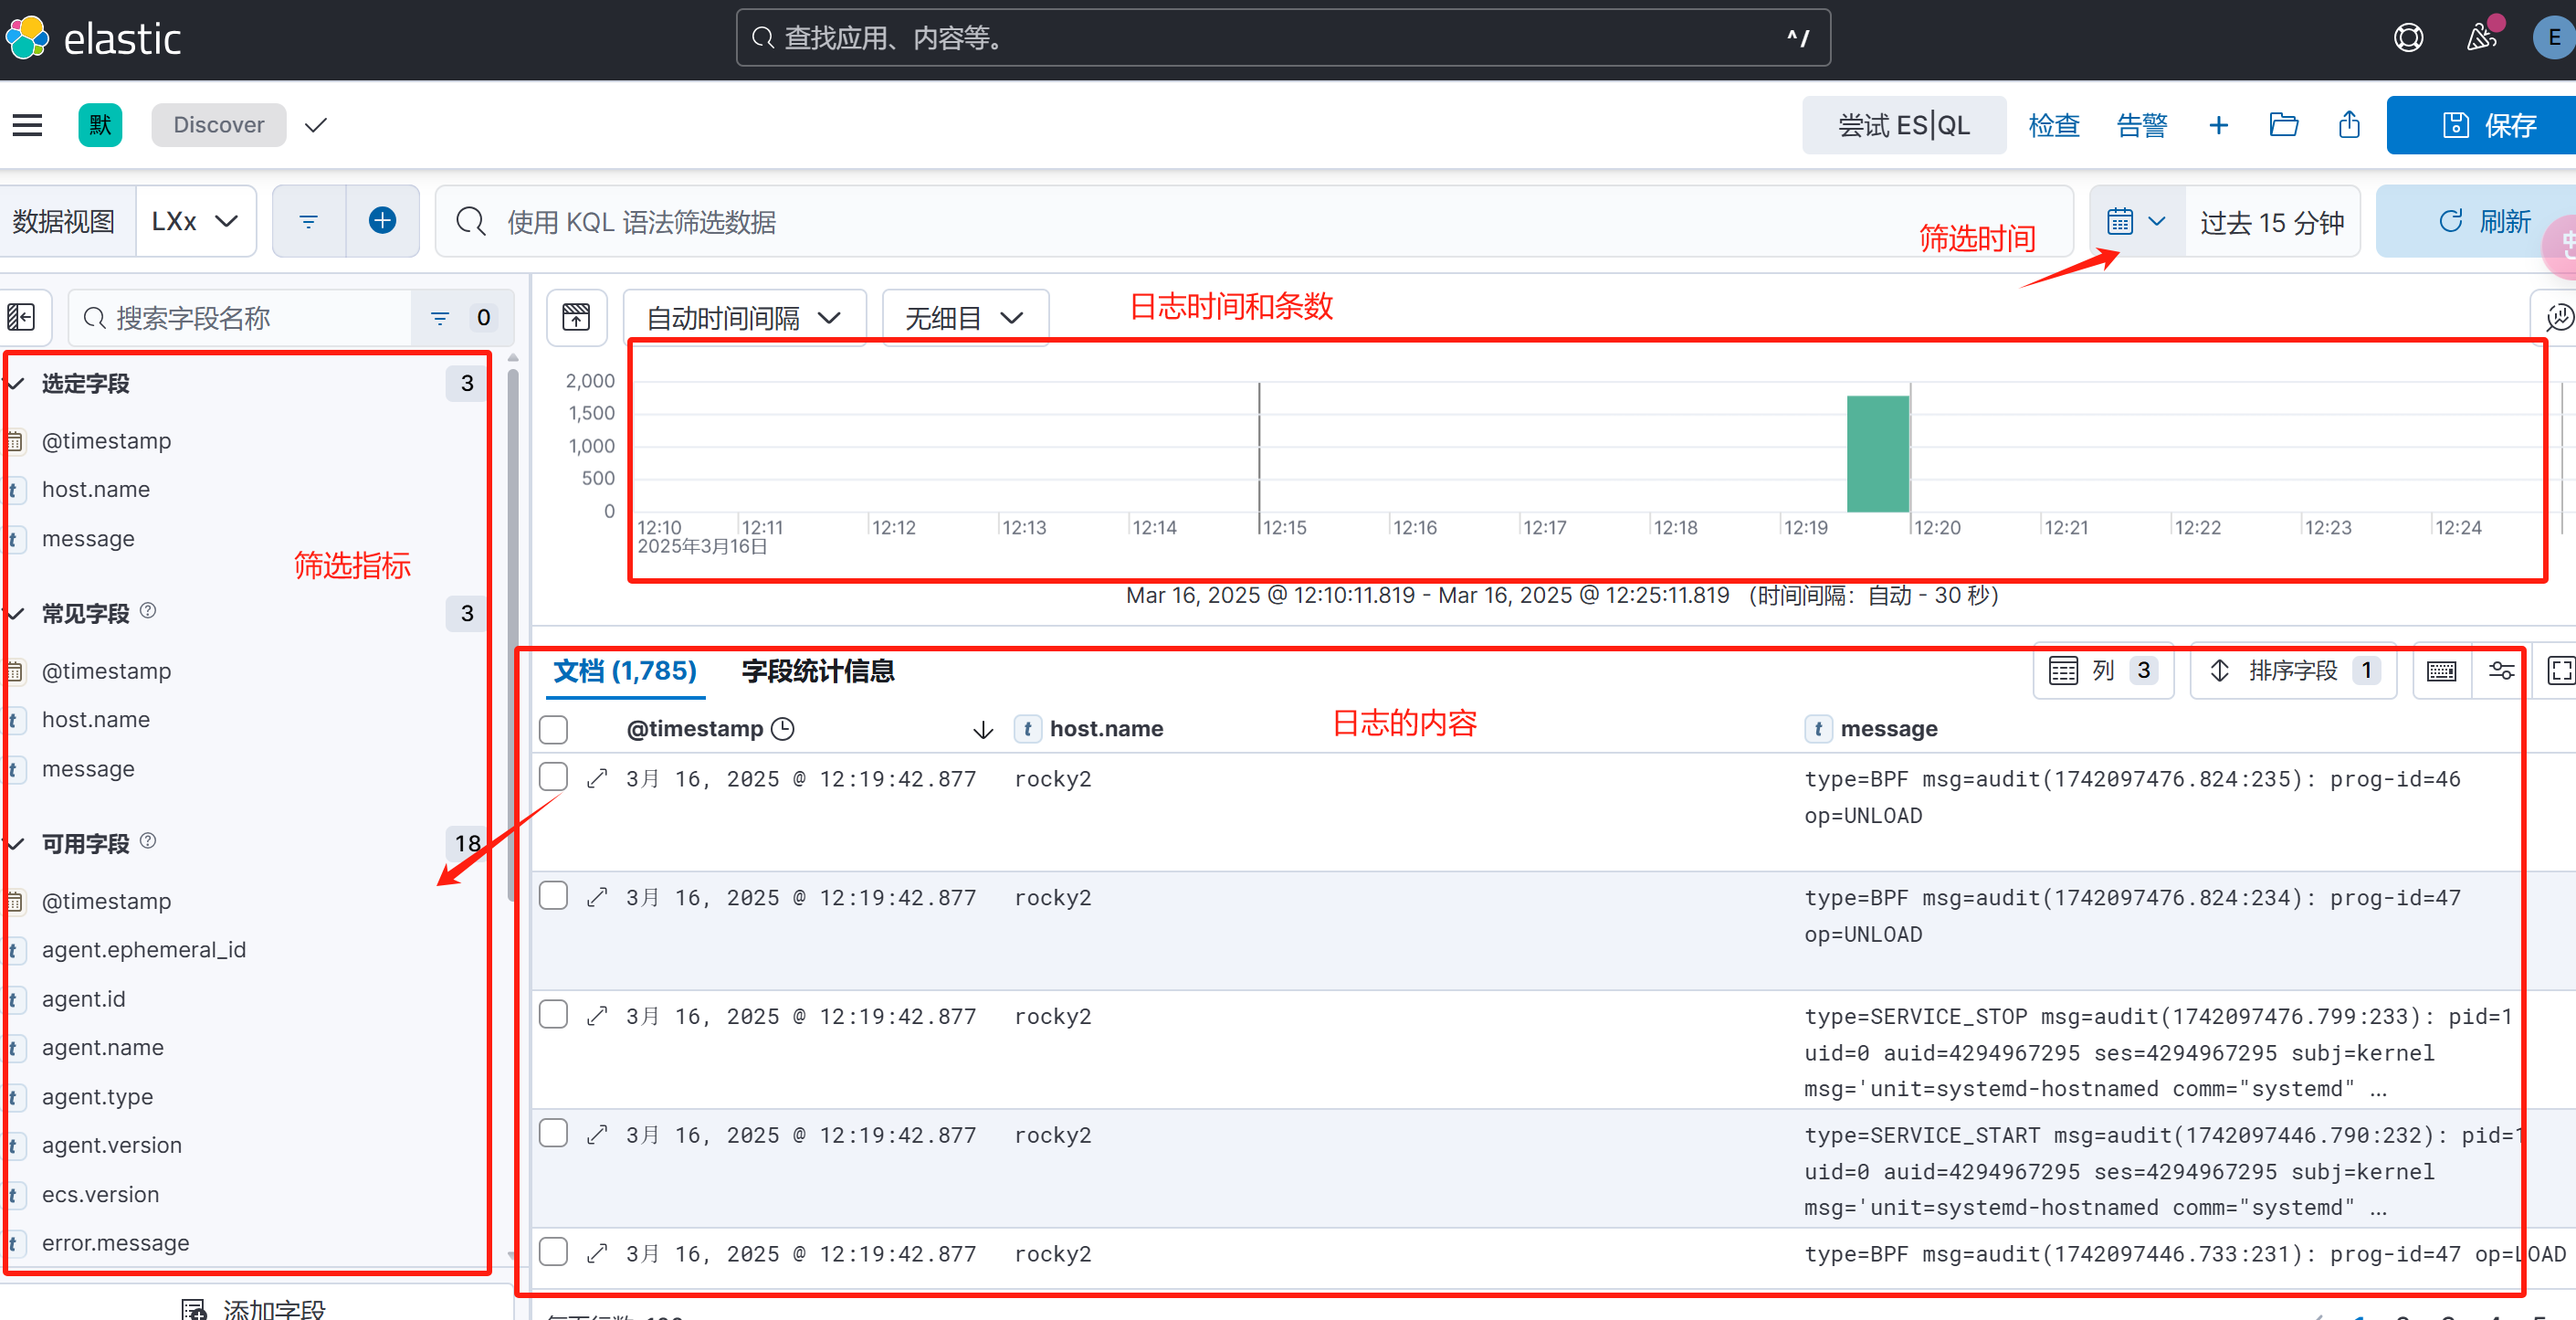 elastic
查找应用、内容等。
^/
E
默
Discover
尝试 ES|QL
检查
告警
保存
数据视图
LXx
使用 KQL 语法筛选数据
筛选时间
过去 15 分钟
刷新
搜索字段名称
0
自动时间间隔
无细目
日志时间和条数
选定字段
3
@timestamp
host.name
message
筛选指标
常见字段
3
@timestamp
host.name
message
可用字段
18
@timestamp
agent.ephemeral_id
agent.id
agent.name
agent.type
agent.version
ecs.version
error.message
添加字段
2,000
1,500
1,000
500
0
12:10 12:11 12:12 12:13 12:14 12:15 12:16 12:17 12:18 12:19 12:20 12:21 12:22 12:23 12:24
2025年3月16日
Mar 16, 2025 @ 12:10:11.819 - Mar 16, 2025 @ 12:25:11.819 （时间间隔：自动 - 30 秒）
文档 (1,785)
字段统计信息
列 3
排序字段 1
@timestamp
host.name
日志的内容
message
3月 16, 2025 @ 12:19:42.877 rocky2 type=BPF msg=audit(1742097476.824:235): prog-id=46
op=UNLOAD
3月 16, 2025 @ 12:19:42.877 rocky2 type=BPF msg=audit(1742097476.824:234): prog-id=47
op=UNLOAD
3月 16, 2025 @ 12:19:42.877 rocky2 type=SERVICE_STOP msg=audit(1742097476.799:233): pid=1
uid=0 auid=4294967295 ses=4294967295 subj=kernel
msg='unit=systemd-hostnamed comm="systemd" …
3月 16, 2025 @ 12:19:42.877 rocky2 type=SERVICE_START msg=audit(1742097446.790:232): pid=1
uid=0 auid=4294967295 ses=4294967295 subj=kernel
msg='unit=systemd-hostnamed comm="systemd" …
3月 16, 2025 @ 12:19:42.877 rocky2 type=BPF msg=audit(1742097446.733:231): prog-id=47 op=LOAD